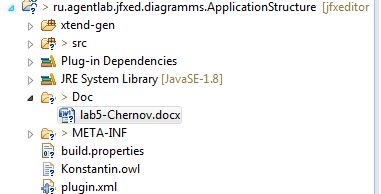 > ru.agentlab.jfxed.diagramms.ApplicationStructure [jfxeditor
xtend-gen
> src
Plug-in Dependencies
JRE System Library [JavaSE-1.8]
> Doc
lab5-Chernov.docx
> META-INF
build.properties
Konstantin.owl
plugin.xml